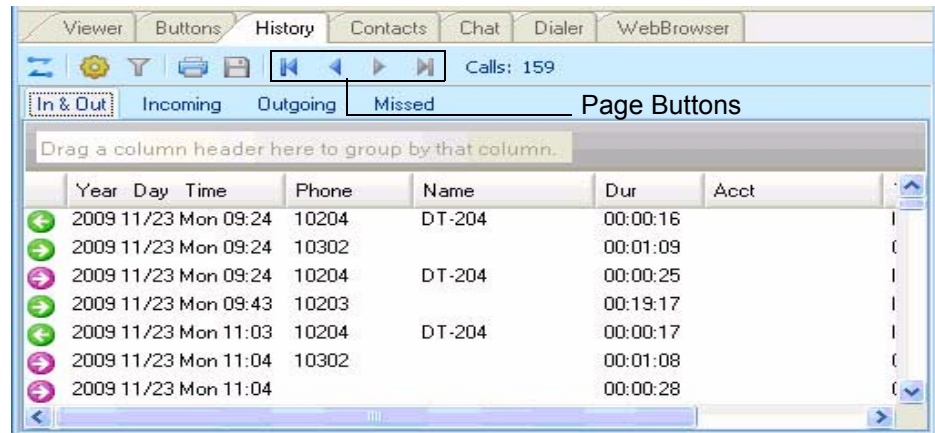 Viewer Buttons History Contacts Chat Dialer WebBrowser
Calls: 159
In & Out Incoming Outgoing Missed
Page Buttons
Drag a column header here to group by that column.
Year Day Time Phone Name Dur Acct
2009 11/23 Mon 09:24 10204 DT-204 00:00:16
2009 11/23 Mon 09:24 10302 00:01:09
2009 11/23 Mon 09:24 10204 DT-204 00:00:25
2009 11/23 Mon 09:43 10203 00:19:17
2009 11/23 Mon 11:03 10204 DT-204 00:00:17
2009 11/23 Mon 11:04 10302 00:01:08
2009 11/23 Mon 11:04 00:00:28